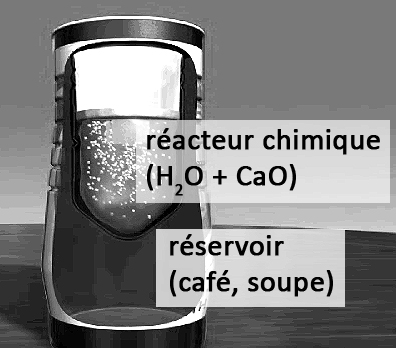 réacteur chimique
(H₂O + CaO)
réservoir
(café, soupe)